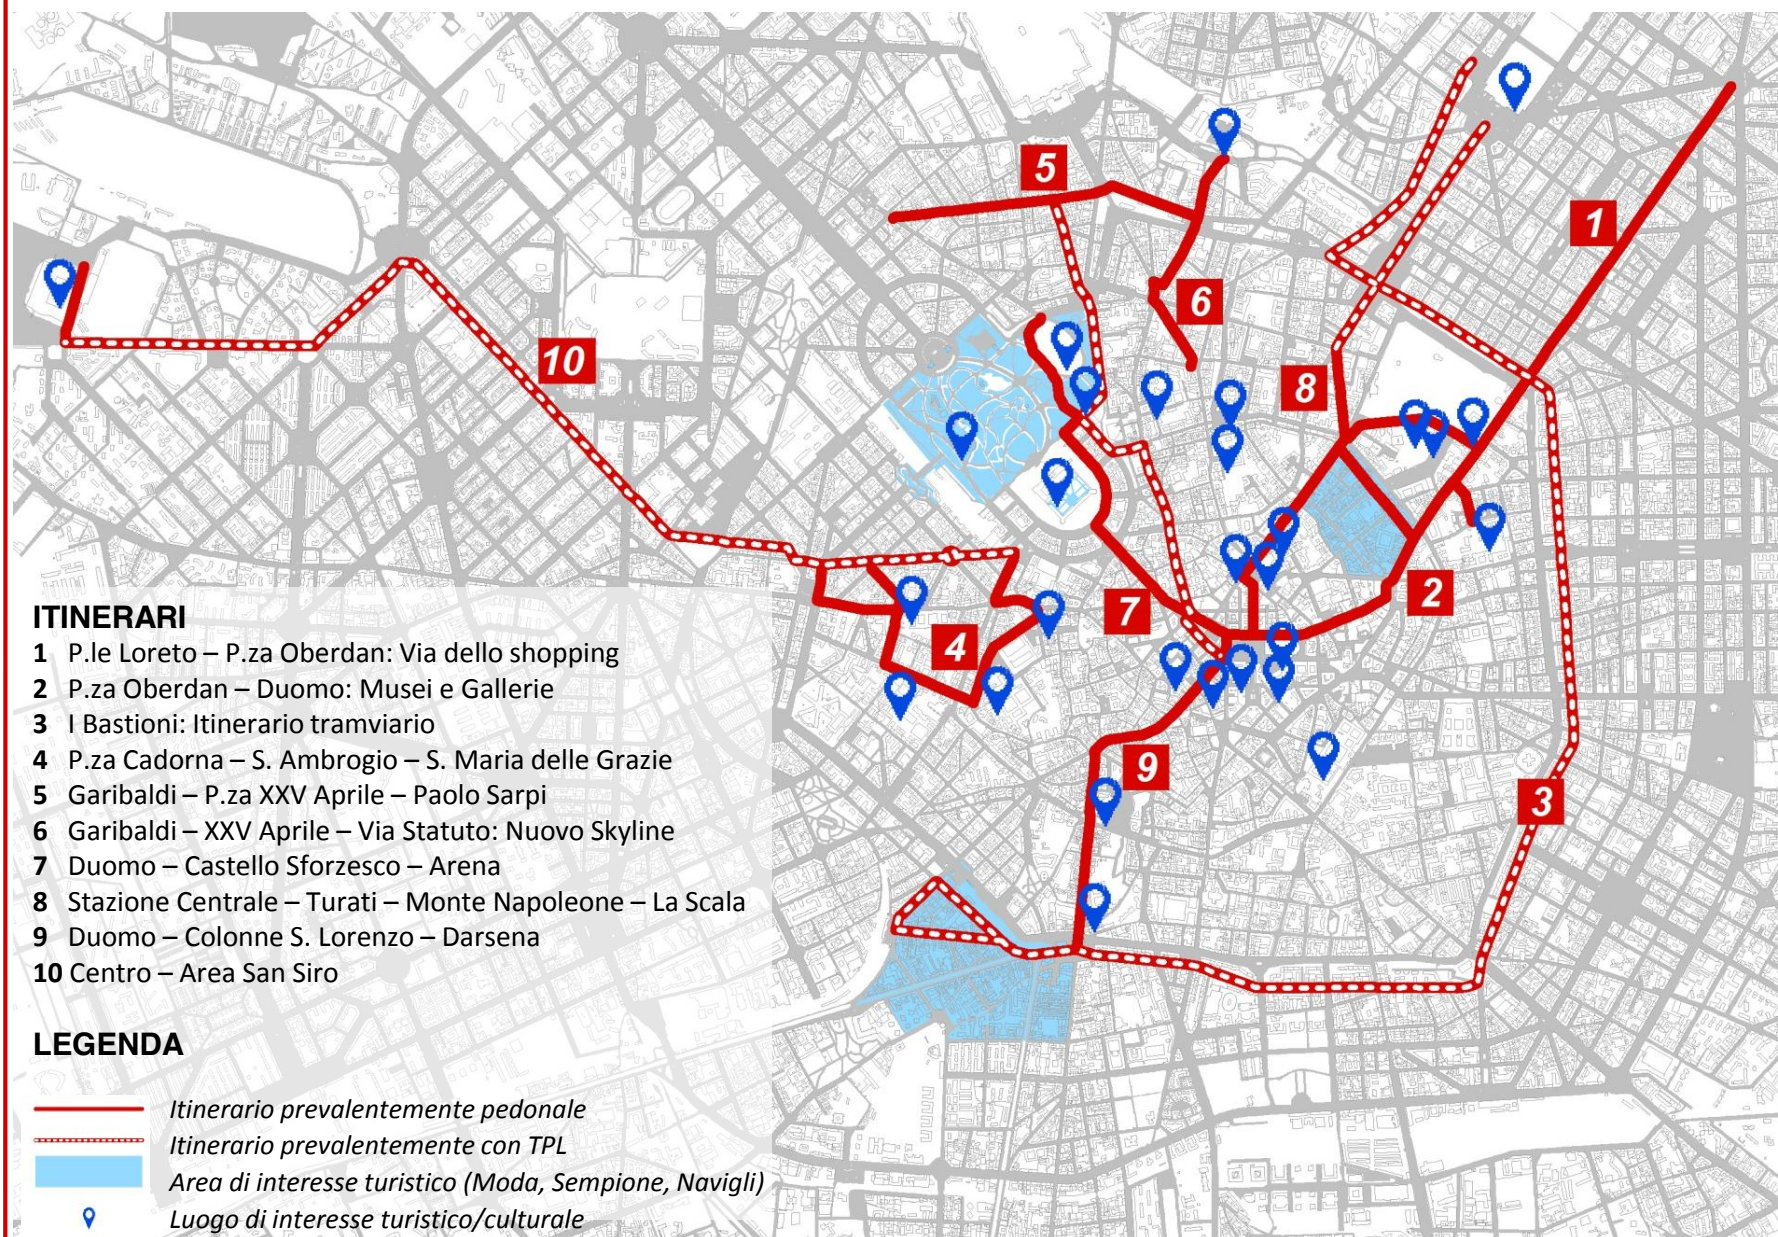 5
1
6
10
8
2
7
4
9
3
ITINERARI
1 P.le Loreto – P.za Oberdan: Via dello shopping
2 P.za Oberdan – Duomo: Musei e Gallerie
3 I Bastioni: Itinerario tramviario
4 P.za Cadorna – S. Ambrogio – S. Maria delle Grazie
5 Garibaldi – P.za XXV Aprile – Paolo Sarpi
6 Garibaldi – XXV Aprile – Via Statuto: Nuovo Skyline
7 Duomo – Castello Sforzesco – Arena
8 Stazione Centrale – Turati – Monte Napoleone – La Scala
9 Duomo – Colonne S. Lorenzo – Darsena
10 Centro – Area San Siro
LEGENDA
Itinerario prevalentemente pedonale
Itinerario prevalentemente con TPL
Area di interesse turistico (Moda, Sempione, Navigli)
Luogo di interesse turistico/culturale